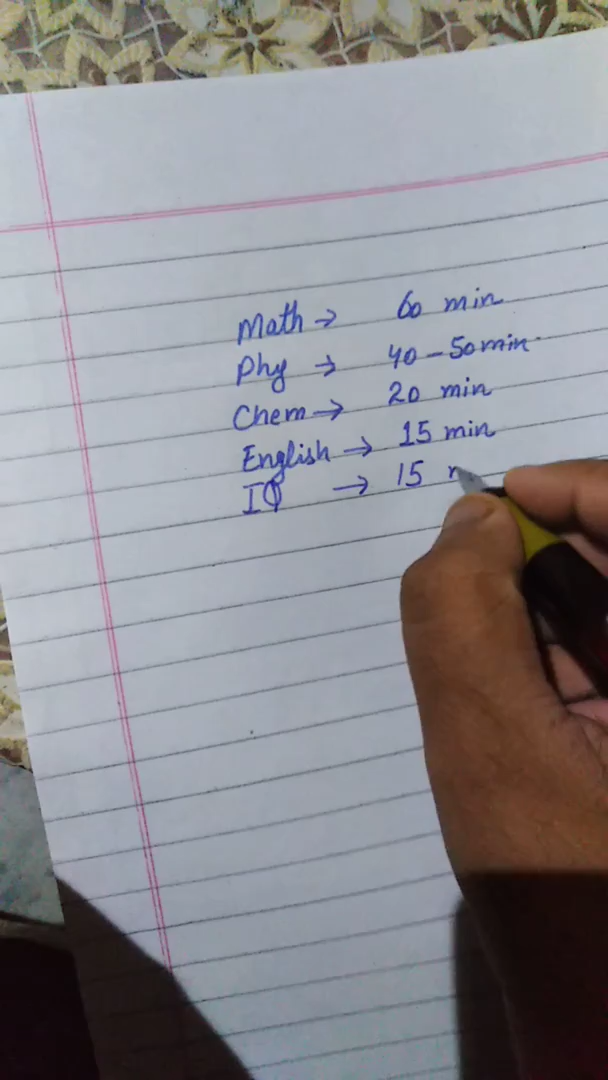 Math → 60 min
Phy → 40-50 min.
Chem → 20 min
English → 15 min
IQ → 15